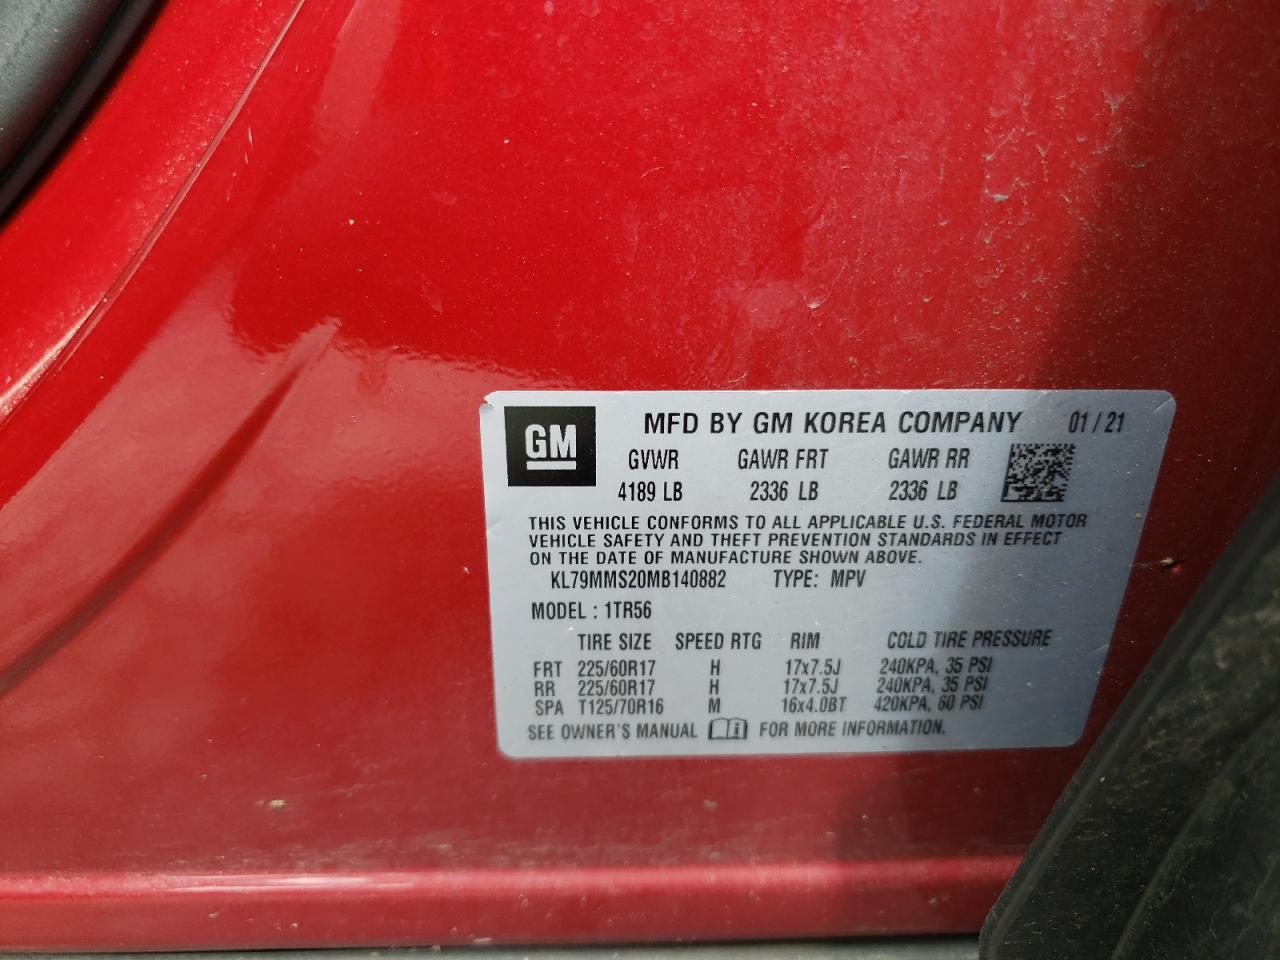 GM MFD BY GM KOREA COMPANY 01/21
GVWR GAWR FRT GAWR RR
4189 LB 2336 LB 2336 LB
THIS VEHICLE CONFORMS TO ALL APPLICABLE U.S. FEDERAL MOTOR
VEHICLE SAFETY AND THEFT PREVENTION STANDARDS IN EFFECT
ON THE DATE OF MANUFACTURE SHOWN ABOVE.
KL79MMS20MB140882 TYPE: MPV
MODEL : 1TR56
TIRE SIZE SPEED RTG RIM COLD TIRE PRESSURE
FRT 225/60R17 H 17x7.5J 240KPA, 35 PSI
RR 225/60R17 H 17x7.5J 240KPA, 35 PSI
SPA T125/70R16 M 16x4.0BT 420KPA, 60 PSI
SEE OWNER'S MANUAL i FOR MORE INFORMATION.